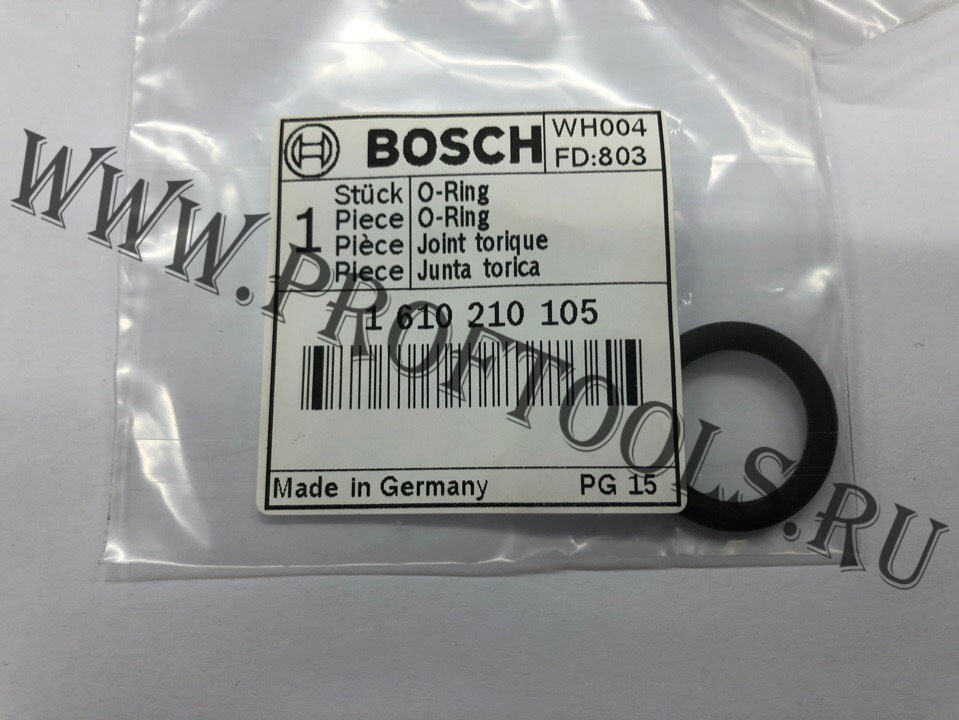 BOSCH
WH004
FD:803
1
Stück O-Ring
Piece O-Ring
Pièce Joint torique
Piece Junta torica
1 610 210 105
Made in Germany PG 15
WWW.PROFTOOLS.RU